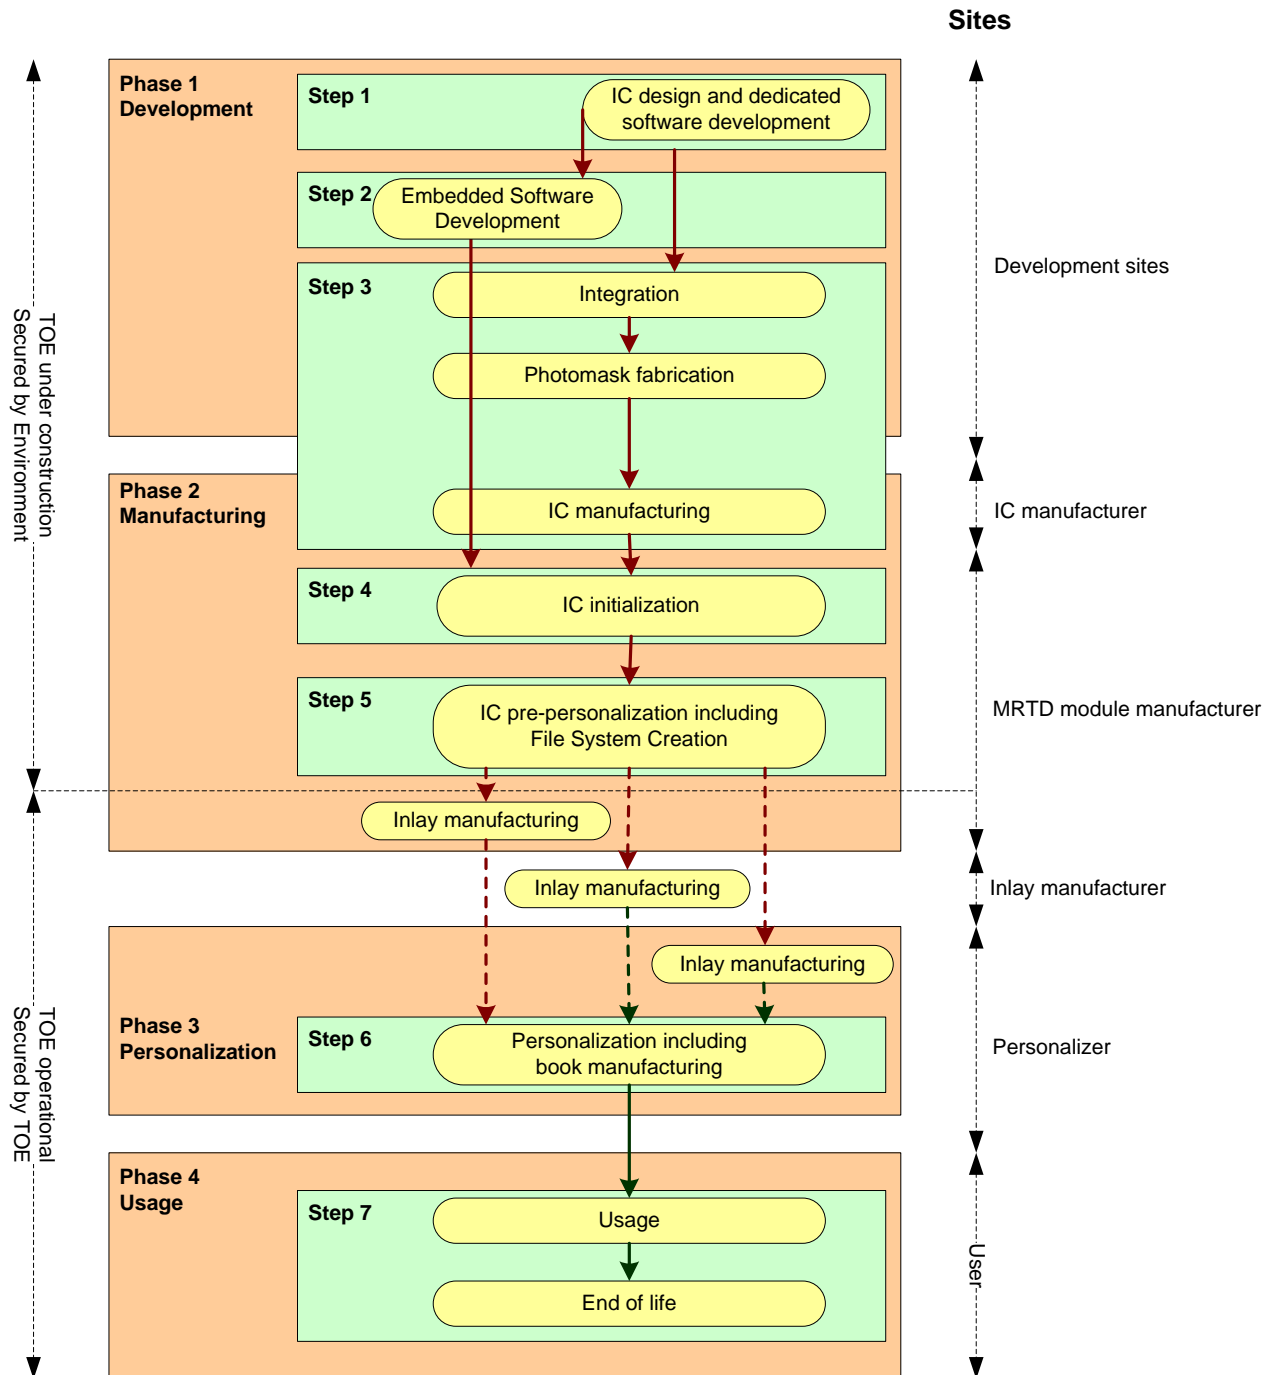 Sites
Phase 1
Development
Step 1
IC design and dedicated
software development
Step 2
Embedded Software
Development
Step 3
Integration
Development sites
Photomask fabrication
TOE under construction
Secured by Environment
Phase 2
Manufacturing
IC manufacturing
IC manufacturer
Step 4
IC initialization
Step 5
IC pre-personalization including
File System Creation
MRTD module manufacturer
Inlay manufacturing
Inlay manufacturing
Inlay manufacturer
Inlay manufacturing
TOE operational
Secured by TOE
Phase 3
Personalization
Step 6
Personalization including
book manufacturing
Personalizer
Phase 4
Usage
Step 7
Usage
User
End of life